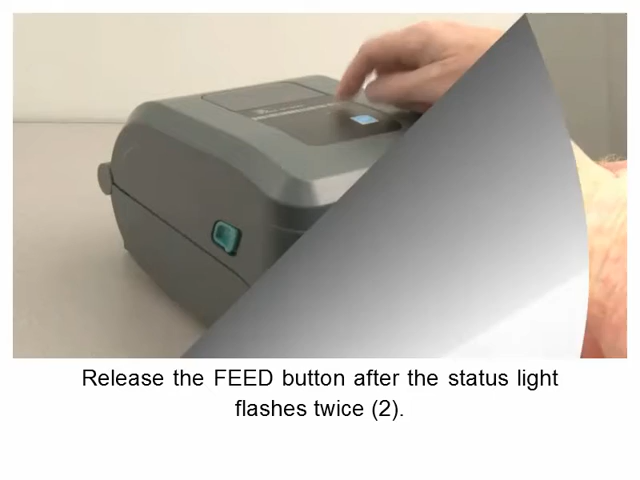 Release the FEED button after the status light
flashes twice (2).